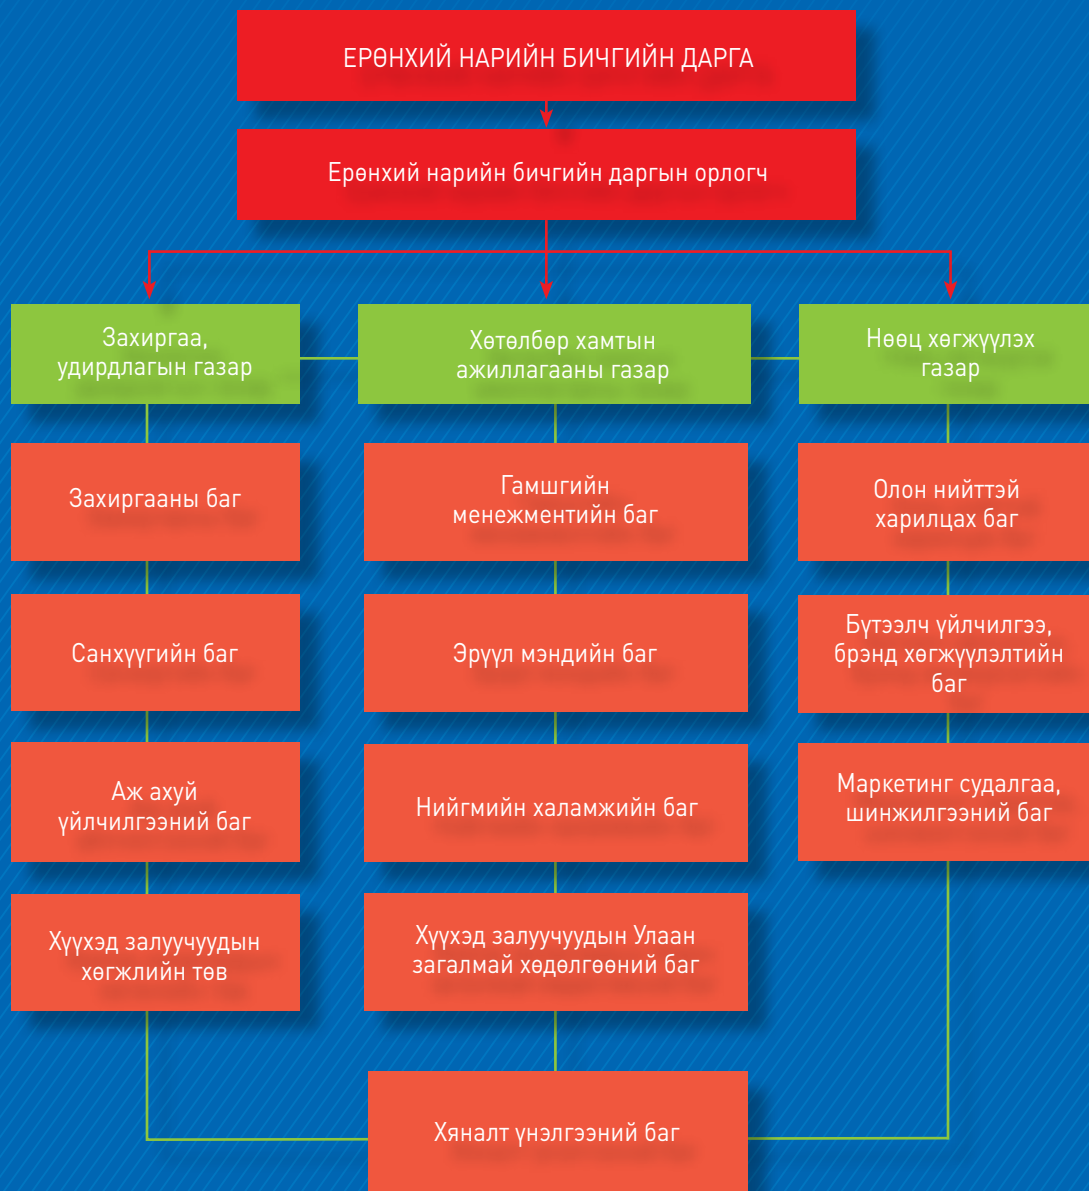 ЕРӨНХИЙ НАРИЙН БИЧГИЙН ДАРГА
Ерөнхий нарийн бичгийн даргын орлогч
Захиргаа,
удирдлагын газар
Хөтөлбөр хамтын
ажиллагааны газар
Нөөц хөгжүүлэх
газар
Захиргааны баг
Гамшгийн
менежментийн баг
Олон нийттэй
харилцах баг
Санхүүгийн баг
Эрүүл мэндийн баг
Бүтээлч үйлчилгээ,
брэнд хөгжүүлэлтийн
баг
Аж ахуй
үйлчилгээний баг
Нийгмийн халамжийн баг
Маркетинг судалгаа,
шинжилгээний баг
Хүүхэд залуучуудын
хөгжлийн төв
Хүүхэд залуучуудын Улаан
загалмай хөдөлгөөний баг
Хяналт үнэлгээний баг